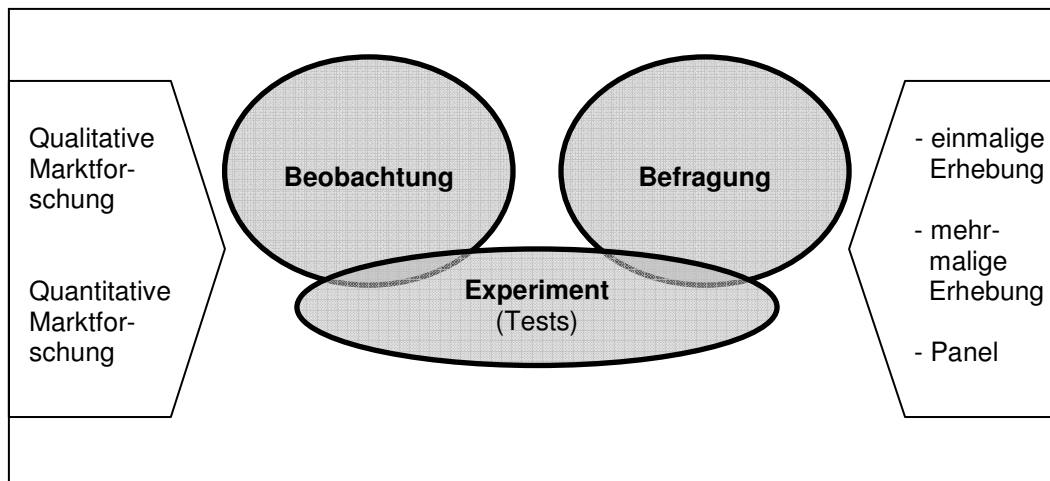 Qualitative
Marktfor-
schung
Quantitative
Marktfor-
schung
Beobachtung
Befragung
Experiment
(Tests)
- einmalige
Erhebung
- mehr-
malige
Erhebung
- Panel